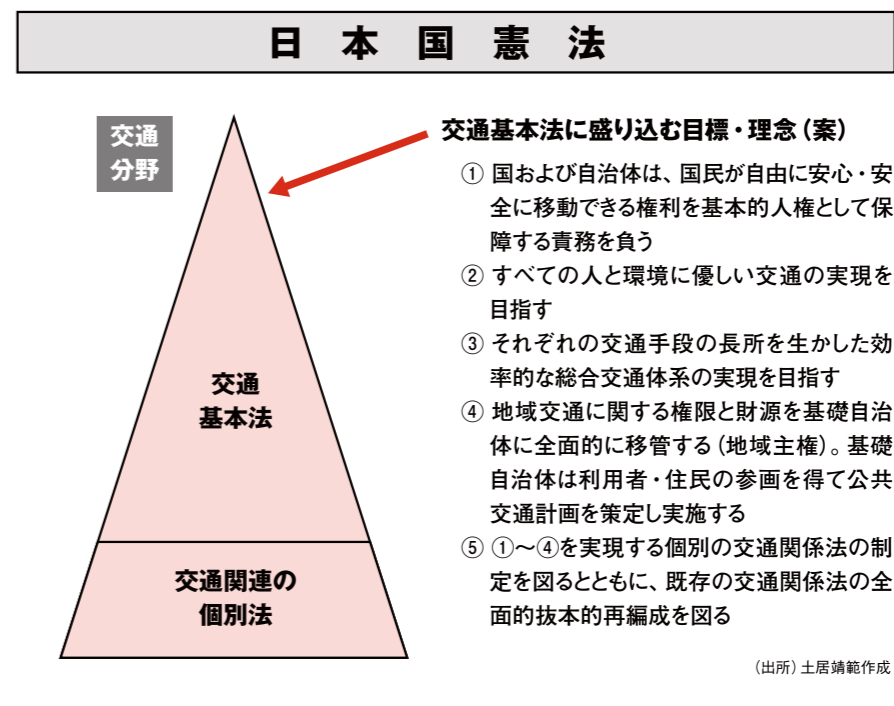 日本国憲法
交通
分野
交通基本法に盛り込む目標・理念（案）
① 国および自治体は、国民が自由に安心・安
全に移動できる権利を基本的人権として保
障する責務を負う
② すべての人と環境に優しい交通の実現を
目指す
③ それぞれの交通手段の長所を生かした効
率的な総合交通体系の実現を目指す
④ 地域交通に関する権限と財源を基礎自治
体に全面的に移管する（地域主権）。基礎
自治体は利用者・住民の参画を得て公共
交通計画を策定し実施する
⑤ ①～④を実現する個別の交通関係法の制
定を図るとともに、既存の交通関係法の全
面的抜本的再編成を図る
交通
基本法
交通関連の
個別法
（出所）土居靖範作成